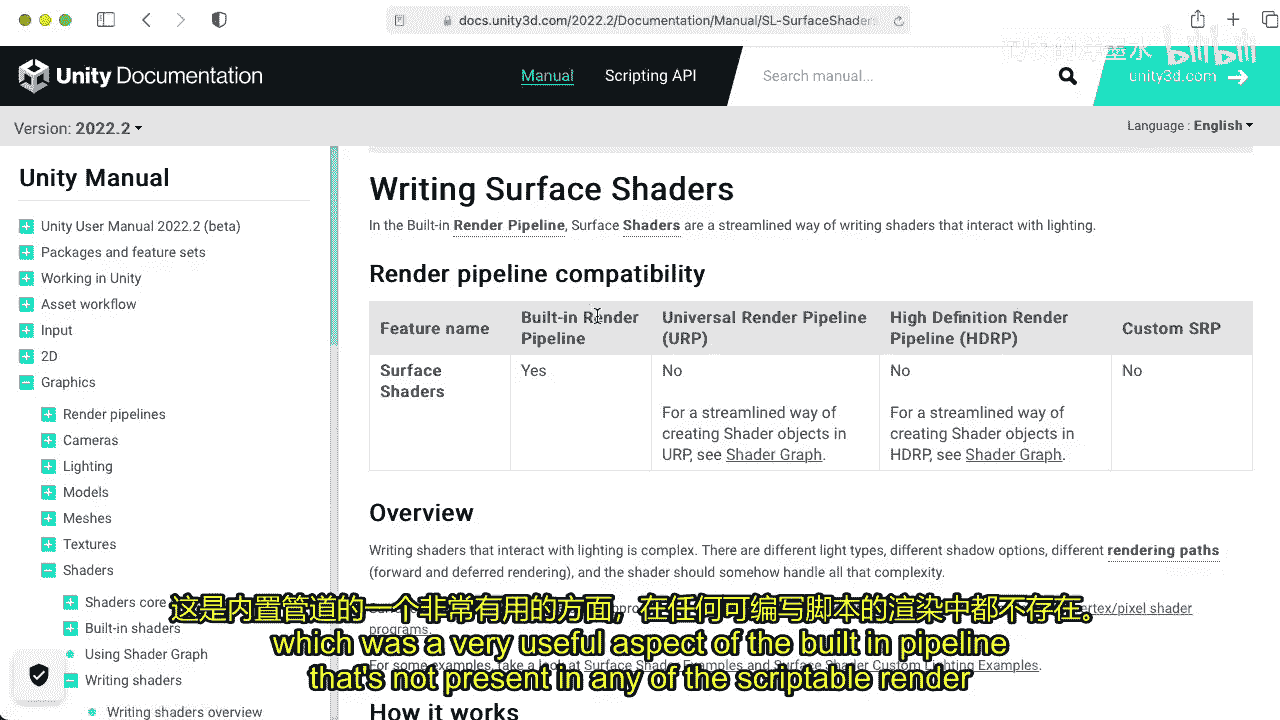 docs.unity3d.com/2022.2/Documentation/Manual/SL-SurfaceShader
Unity Documentation
Manual
Scripting API
Search manual...
bilibili
unity3d.com
Version: 2022.2
Language : English
Unity Manual
Unity User Manual 2022.2 (beta)
Packages and feature sets
Working in Unity
Asset workflow
Input
2D
Graphics
Render pipelines
Cameras
Lighting
Models
Meshes
Textures
Shaders
Shaders core
Built-in shaders
Using Shader Graph
Writing shaders
Writing shaders overview
Writing Surface Shaders
In the Built-in Render Pipeline, Surface Shaders are a streamlined way of writing shaders that interact with lighting.
Render pipeline compatibility
Feature name
Built-in Render
Pipeline
Universal Render Pipeline
(URP)
High Definition Render
Pipeline (HDRP)
Custom SRP
Surface
Shaders
Yes
No
For a streamlined way of
creating Shader objects in
URP, see Shader Graph.
No
For a streamlined way of
creating Shader objects in
HDRP, see Shader Graph.
No
Overview
Writing shaders that interact with lighting is complex. There are different light types, different shadow options, different rendering paths
(forward and deferred rendering), and the shader should somehow handle all that complexity.
vertex/pixel shader
programs.
For some examples, take a look at Surface Shader Examples and Surface Shader Custom Lighting Examples.
How it works
这是内置管道的一个非常有用的方面，在任何可编写脚本的渲染中都不存在。
which was a very useful aspect of the built in pipeline
that's not present in any of the scriptable render